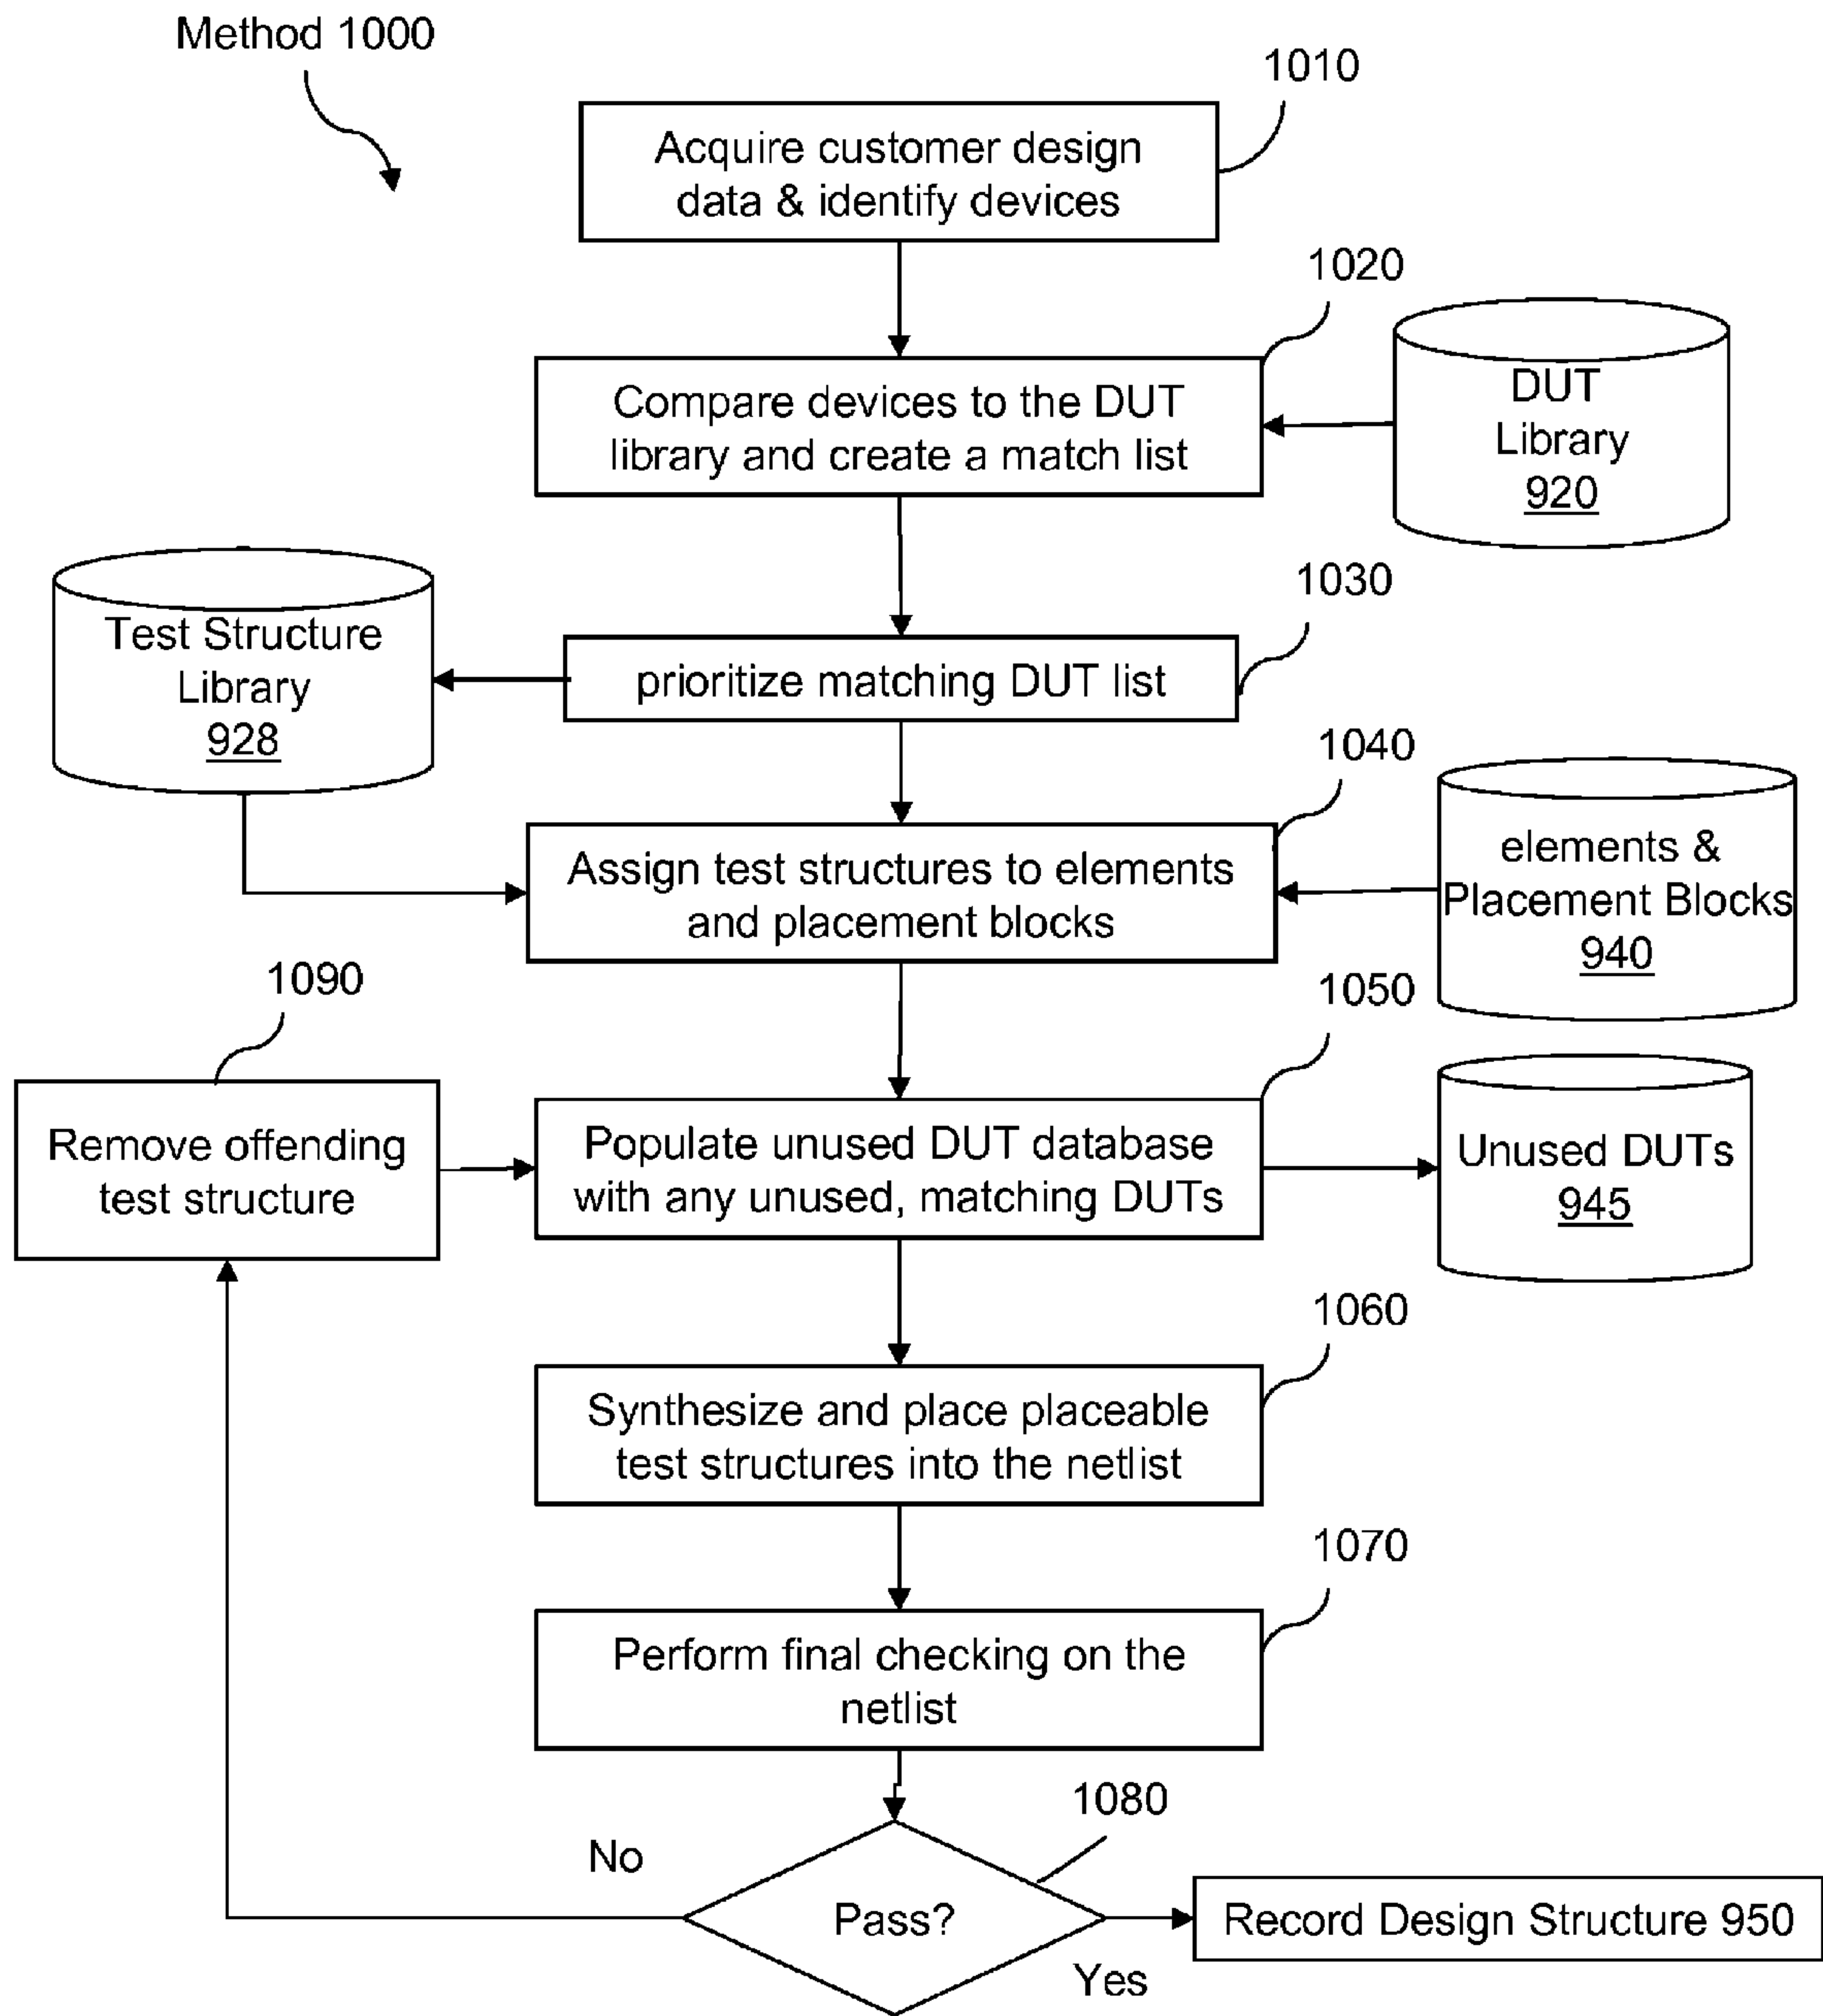 Method 1000
1010
Acquire customer design
data & identify devices
1020
Compare devices to the DUT
library and create a match list
DUT
Library
920
1030
prioritize matching DUT list
Test Structure
Library
928
1040
Assign test structures to elements
and placement blocks
elements &
Placement Blocks
940
1090
Remove offending
test structure
1050
Populate unused DUT database
with any unused, matching DUTs
Unused DUTs
945
1060
Synthesize and place placeable
test structures into the netlist
1070
Perform final checking on the
netlist
1080
No
Pass?
Yes
Record Design Structure 950